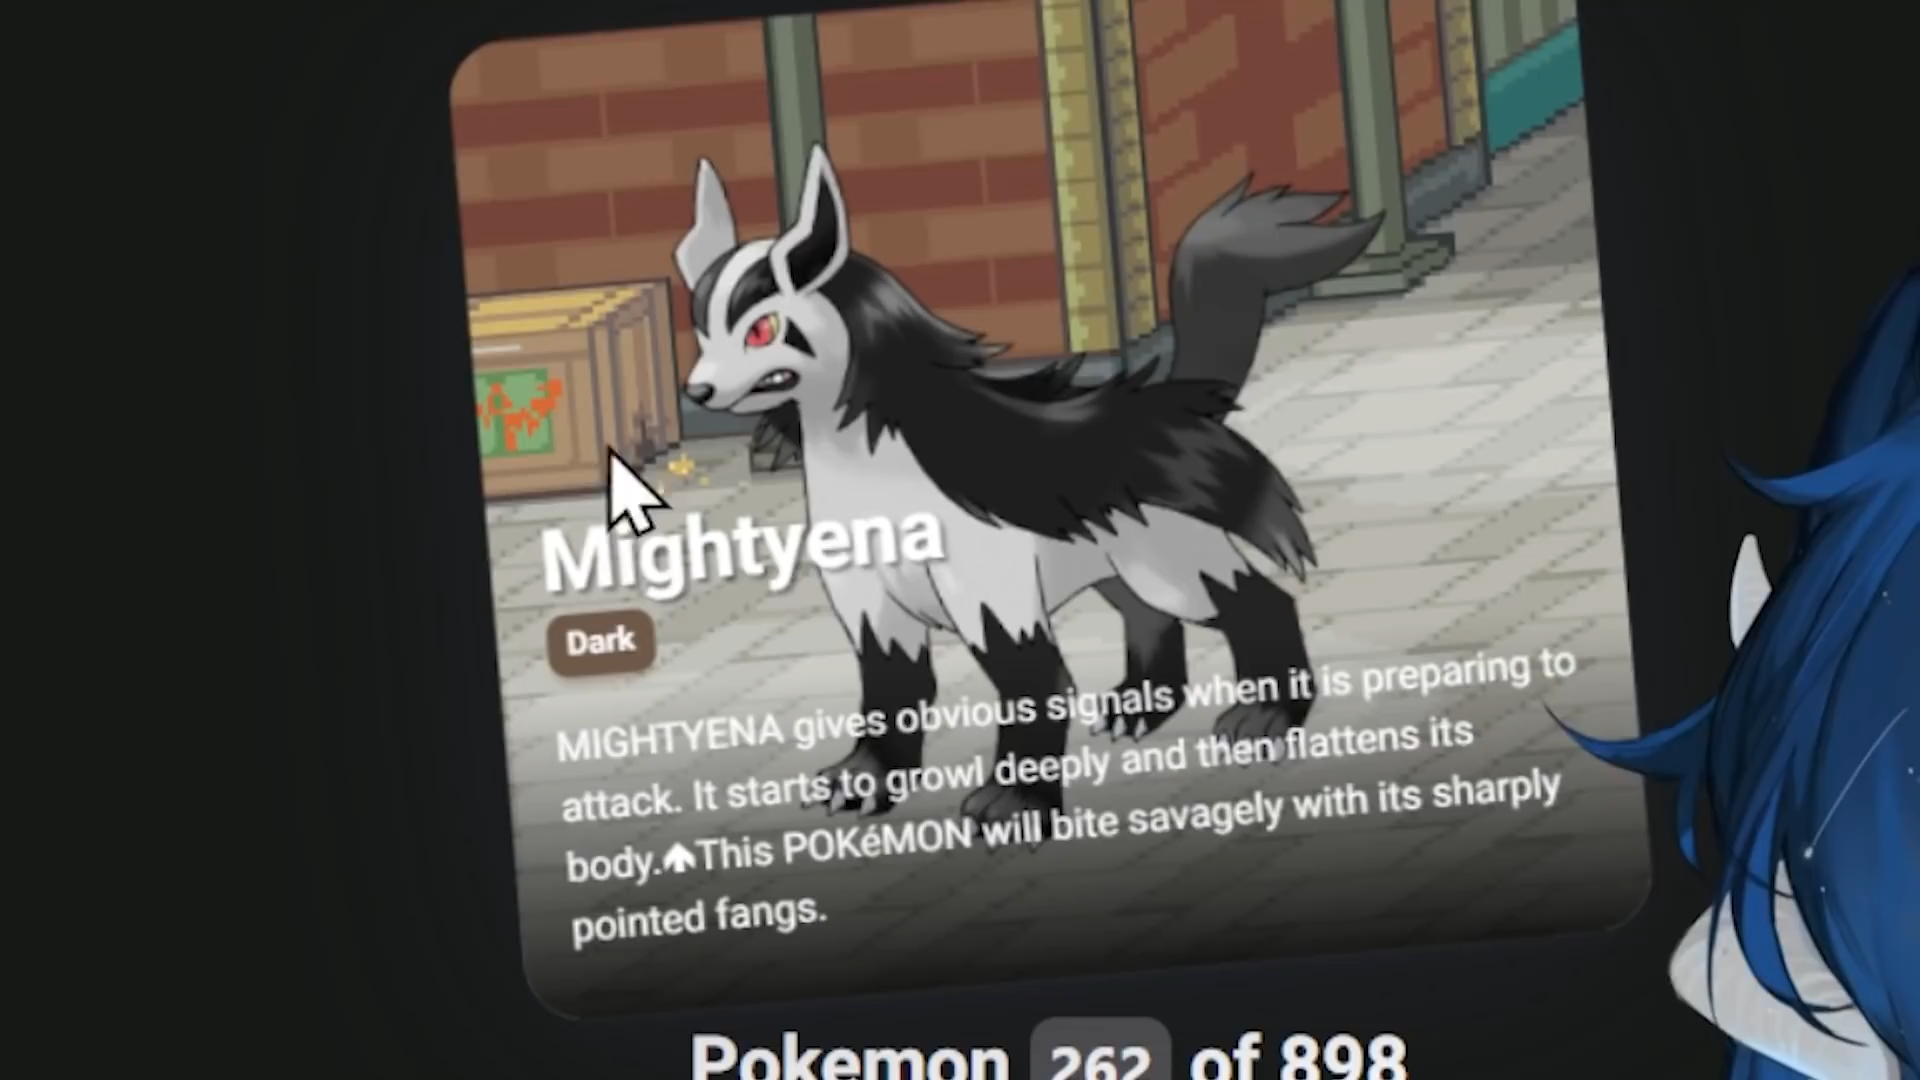 Mightyena
Dark
MIGHTYENA gives obvious signals when it is preparing to
attack. It starts to growl deeply and then flattens its
body.🡅This POKéMON will bite savagely with its sharply
pointed fangs.
Pokemon 262 of 898